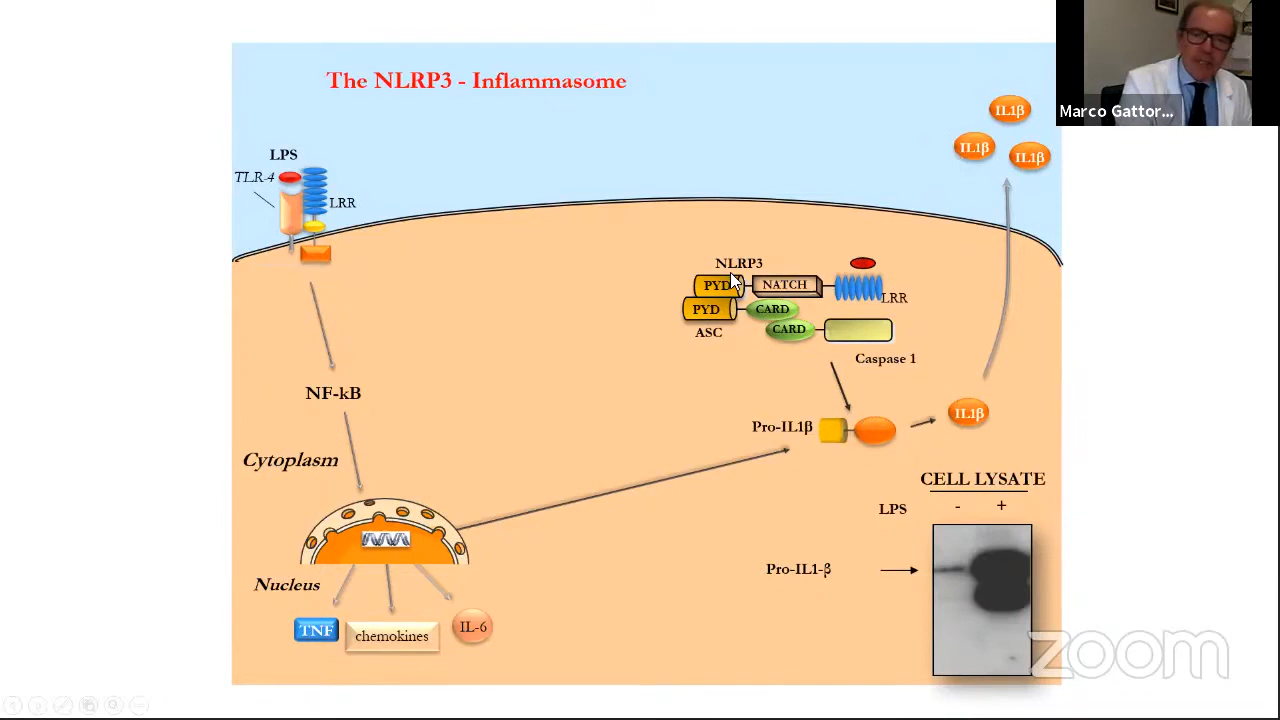 The NLRP3 - Inflammasome
Marco Gattor...
IL1β
IL1β
IL1β
LPS
TLR-4
LRR
NLRP3
PYD
NATCH
LRR
PYD
CARD
CARD
ASC
Caspase 1
NF-kB
Pro-IL1β
IL1β
Cytoplasm
CELL LYSATE
LPS
- +
Pro-IL1-β
Nucleus
TNF
chemokines
IL-6
zoom